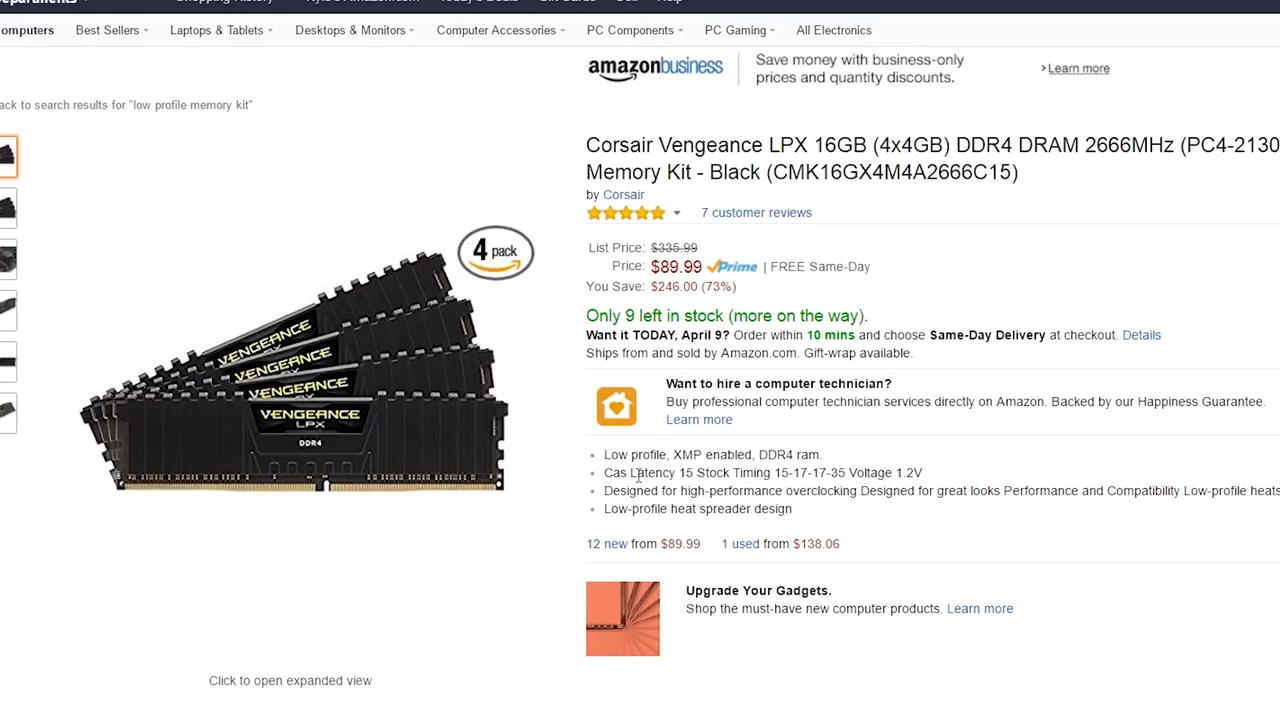 omputers Best Sellers Laptops & Tablets Desktops & Monitors Computer Accessories PC Components PC Gaming All Electronics
amazonbusiness
Save money with business-only
prices and quantity discounts.
Learn more
ack to search results for "low profile memory kit"
Corsair Vengeance LPX 16GB (4x4GB) DDR4 DRAM 2666MHz (PC4-2130
Memory Kit - Black (CMK16GX4M4A2666C15)
by Corsair
7 customer reviews
List Price: $335.99
Price: $89.99 Prime | FREE Same-Day
You Save: $246.00 (73%)
4 pack
Only 9 left in stock (more on the way).
Want it TODAY, April 9? Order within 10 mins and choose Same-Day Delivery at checkout. Details
Ships from and sold by Amazon.com. Gift-wrap available.
VENGEANCE
VENGEANCE
VENGEANCE
VENGEANCE
LPX
DDR4
Want to hire a computer technician?
Buy professional computer technician services directly on Amazon. Backed by our Happiness Guarantee.
Learn more
Low profile, XMP enabled, DDR4 ram.
Cas Latency 15 Stock Timing 15-17-17-35 Voltage 1.2V
Designed for high-performance overclocking Designed for great looks Performance and Compatibility Low-profile heats
Low-profile heat spreader design
12 new from $89.99 1 used from $138.06
Upgrade Your Gadgets.
Shop the must-have new computer products. Learn more
Click to open expanded view